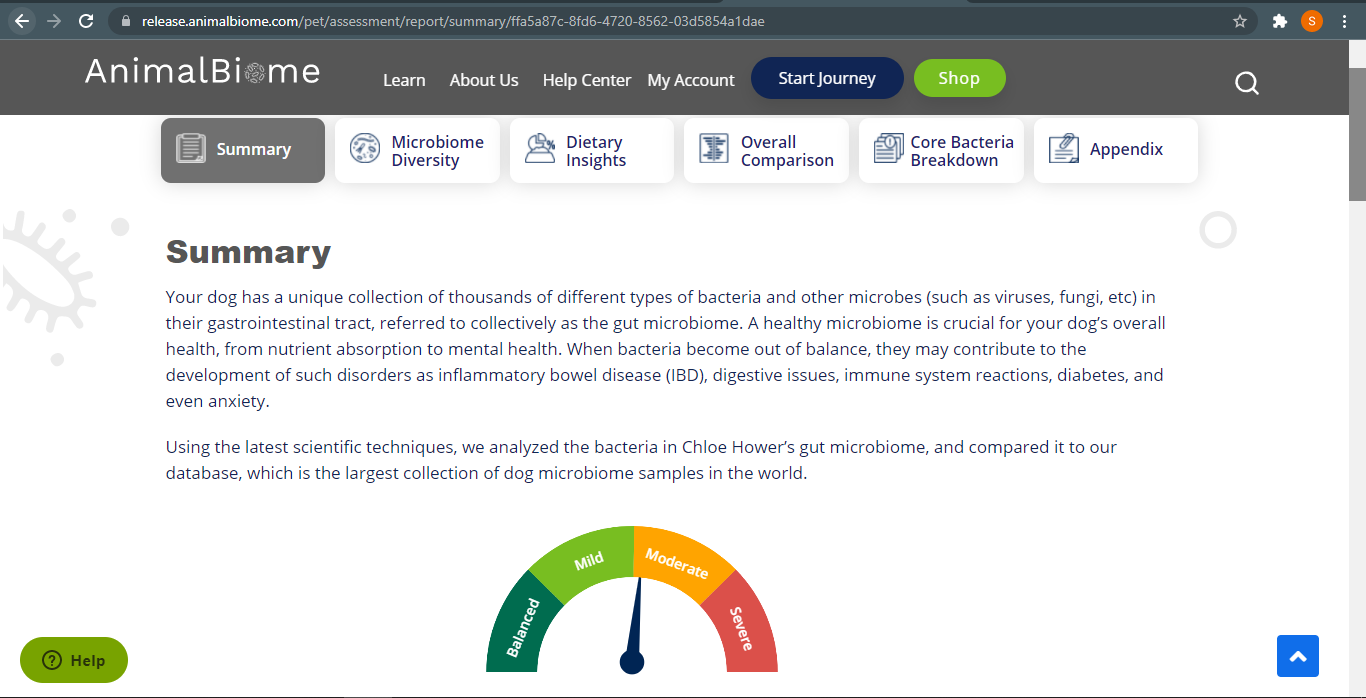 release.animalbiome.com/pet/assessment/report/summary/ffa5a87c-8fd6-4720-8562-03d5854a1dae
S
AnimalBiome
Learn
About Us
Help Center
My Account
Start Journey
Shop
Summary
Microbiome
Diversity
Dietary
Insights
Overall
Comparison
Core Bacteria
Breakdown
Appendix
Summary
Your dog has a unique collection of thousands of different types of bacteria and other microbes (such as viruses, fungi, etc) in
their gastrointestinal tract, referred to collectively as the gut microbiome. A healthy microbiome is crucial for your dog’s overall
health, from nutrient absorption to mental health. When bacteria become out of balance, they may contribute to the
development of such disorders as inflammatory bowel disease (IBD), digestive issues, immune system reactions, diabetes, and
even anxiety.
Using the latest scientific techniques, we analyzed the bacteria in Chloe Hower’s gut microbiome, and compared it to our
database, which is the largest collection of dog microbiome samples in the world.
Balanced
Mild
Moderate
Severe
? Help